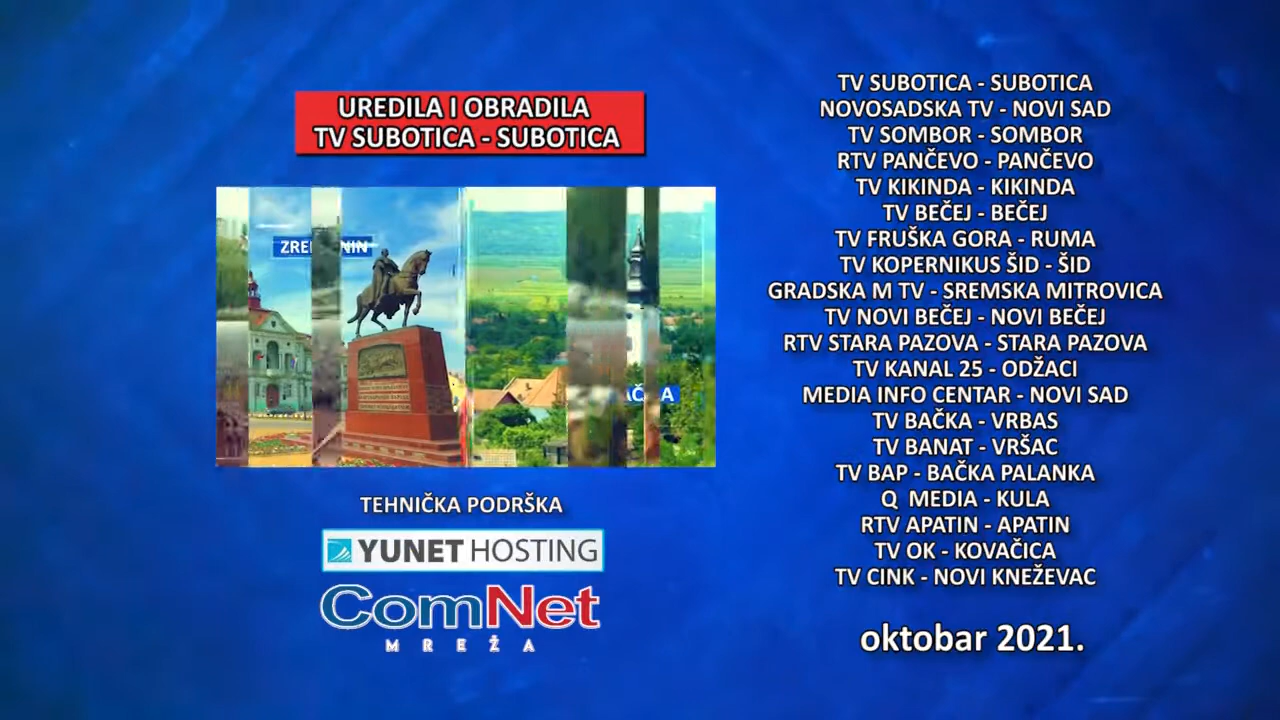 UREDILA I OBRADILA
TV SUBOTICA - SUBOTICA
TEHNIČKA PODRŠKA
YUNET HOSTING
ComNet
MREŽA
TV SUBOTICA - SUBOTICA
NOVOSADSKA TV - NOVI SAD
TV SOMBOR - SOMBOR
RTV PANČEVO - PANČEVO
TV KIKINDA - KIKINDA
TV BEČEJ - BEČEJ
TV FRUŠKA GORA - RUMA
TV KOPERNIKUS ŠID - ŠID
GRADSKA M TV - SREMSKA MITROVICA
TV NOVI BEČEJ - NOVI BEČEJ
RTV STARA PAZOVA - STARA PAZOVA
TV KANAL 25 - ODŽACI
MEDIA INFO CENTAR - NOVI SAD
TV BAČKA - VRBAS
TV BANAT - VRŠAC
TV BAP - BAČKA PALANKA
Q MEDIA - KULA
RTV APATIN - APATIN
TV OK - KOVAČICA
TV CINK - NOVI KNEŽEVAC
oktobar 2021.